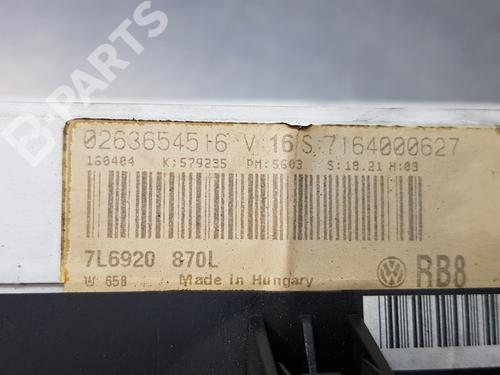 B-PARTS
0263654516 V:16 S:7164000627
160404 K:579235 PM:5603 S:18.21 H:03
7L6920 870L
W: 658 Made in Hungary
RB8